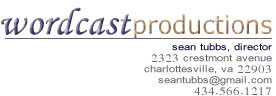 wordcastproductions
sean tubbs, director
2323 crestmont avenue
charlottesville, va 22903
seantubbs@gmail.com
434.566.1217